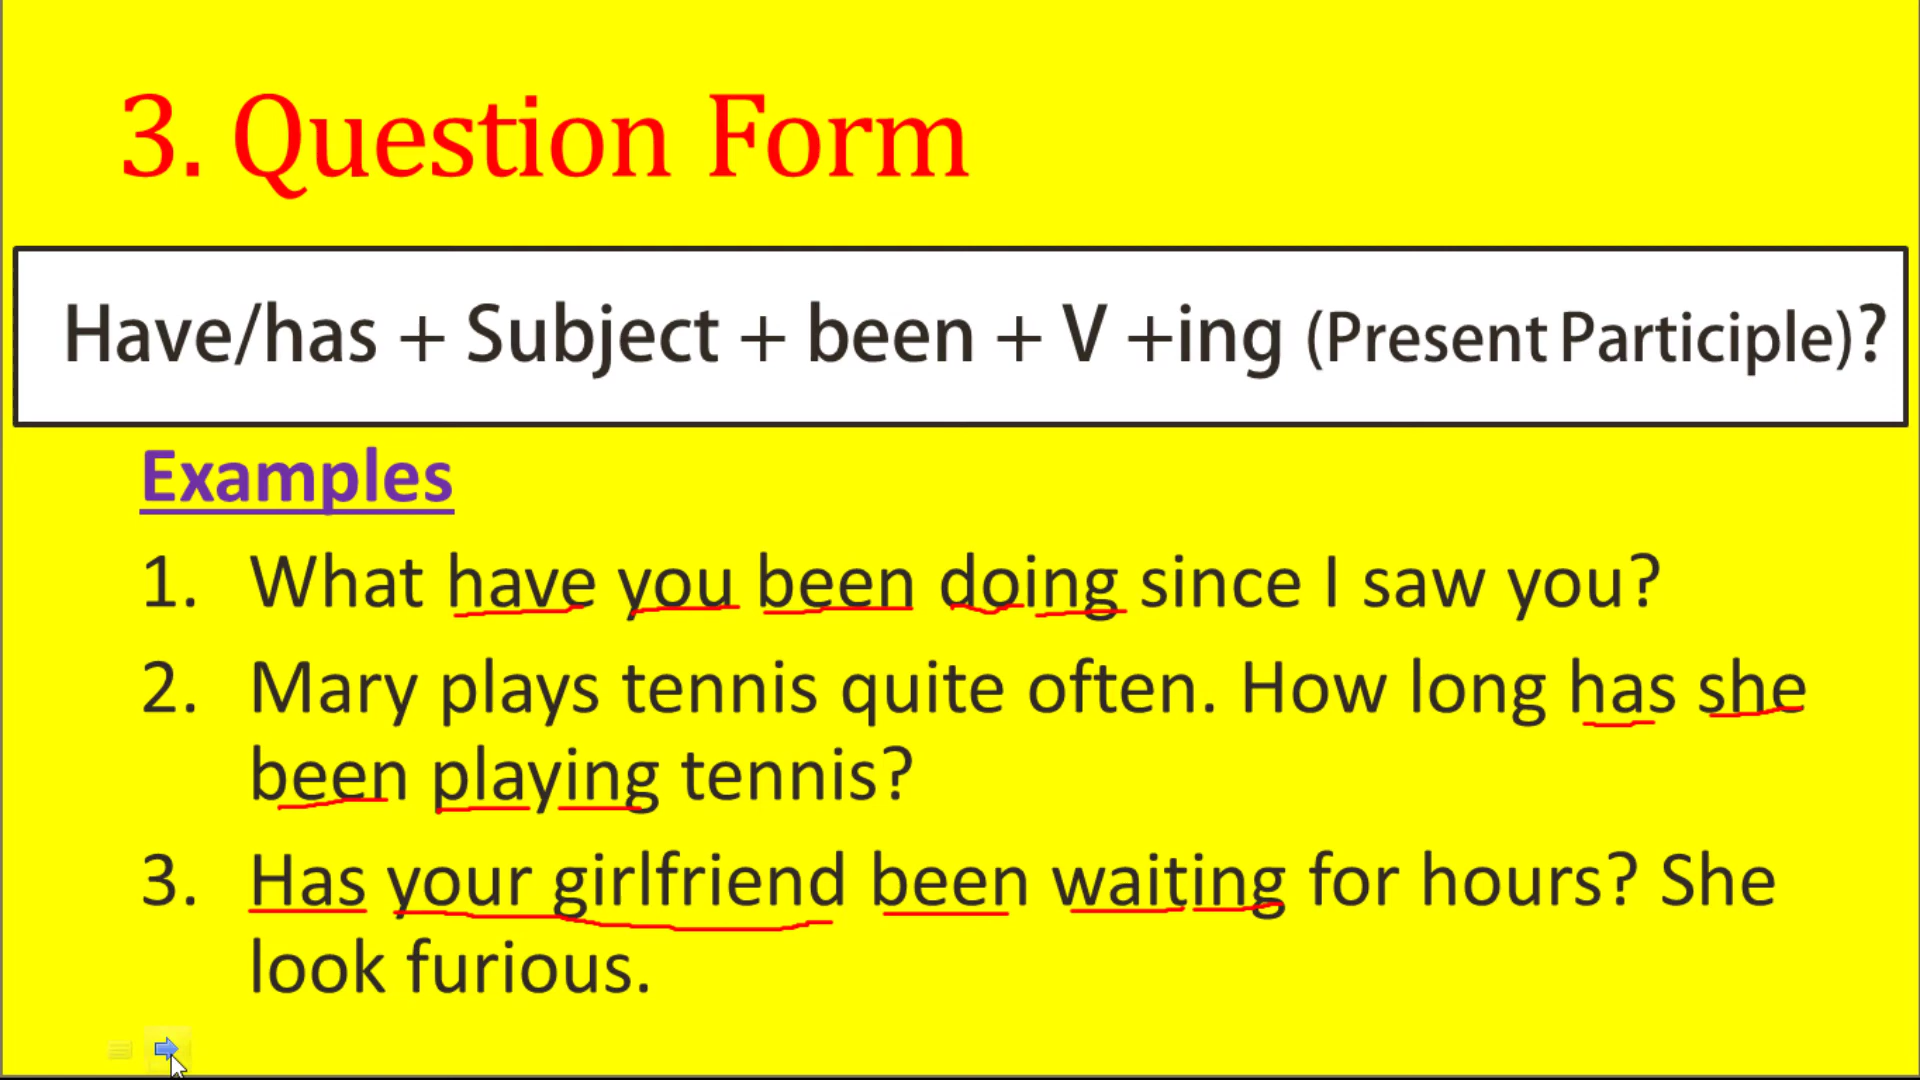 3. Question Form
Have/has + Subject + been + V +ing (Present Participle)?
Examples
1. What have you been doing since I saw you?
2. Mary plays tennis quite often. How long has she
been playing tennis?
3. Has your girlfriend been waiting for hours? She
look furious.